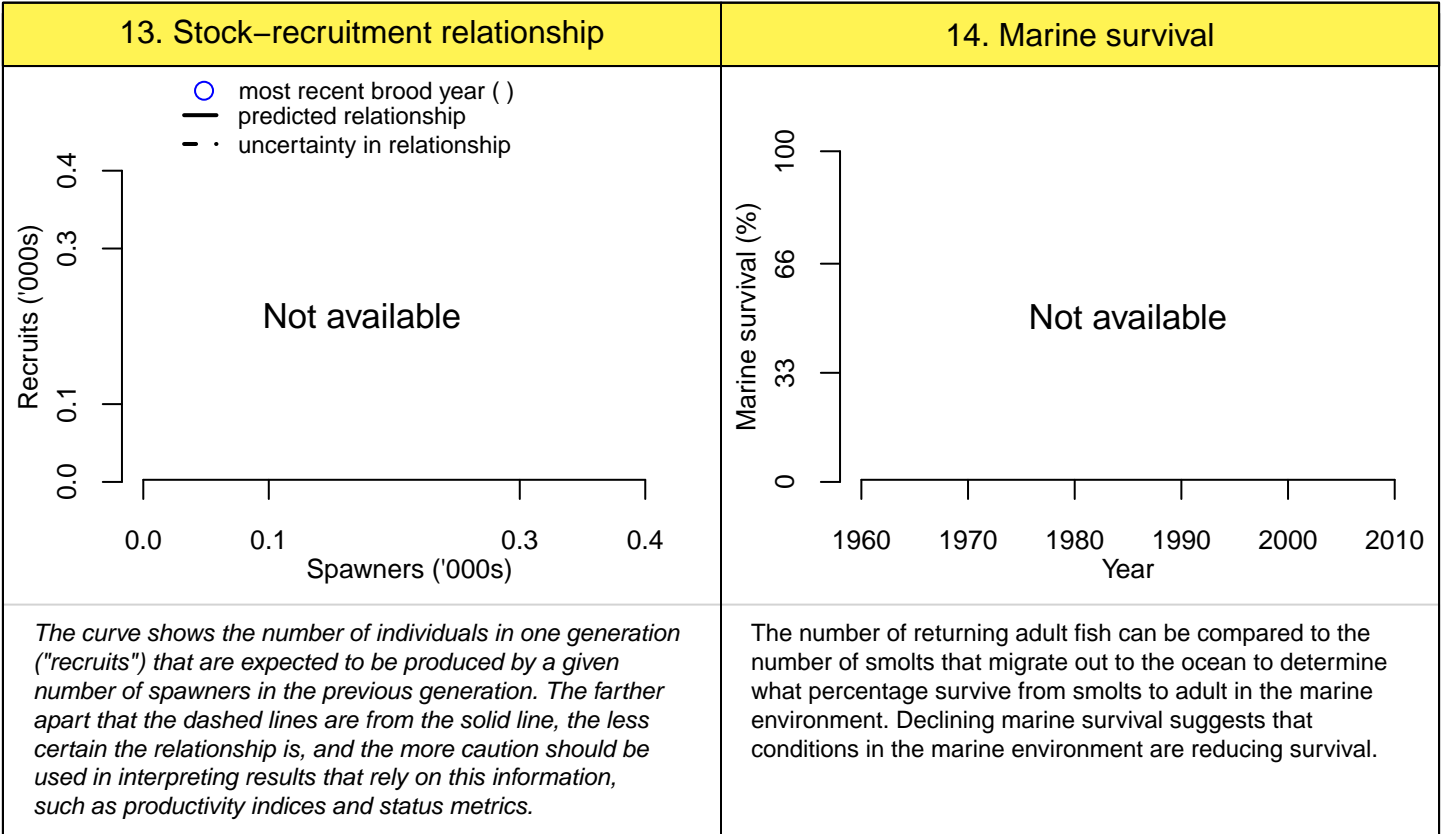 13. Stock−recruitment relationship
most recent brood year ( )
predicted relationship
uncertainty in relationship
Recruits ('000s)
0.4
0.3
0.1
0.0
Not available
0.0 0.1 0.3 0.4
Spawners ('000s)
The curve shows the number of individuals in one generation
("recruits") that are expected to be produced by a given
number of spawners in the previous generation. The farther
apart that the dashed lines are from the solid line, the less
certain the relationship is, and the more caution should be
used in interpreting results that rely on this information,
such as productivity indices and status metrics.
14. Marine survival
Marine survival (%)
100
66
33
0
Not available
1960 1970 1980 1990 2000 2010
Year
The number of returning adult fish can be compared to the
number of smolts that migrate out to the ocean to determine
what percentage survive from smolts to adult in the marine
environment. Declining marine survival suggests that
conditions in the marine environment are reducing survival.